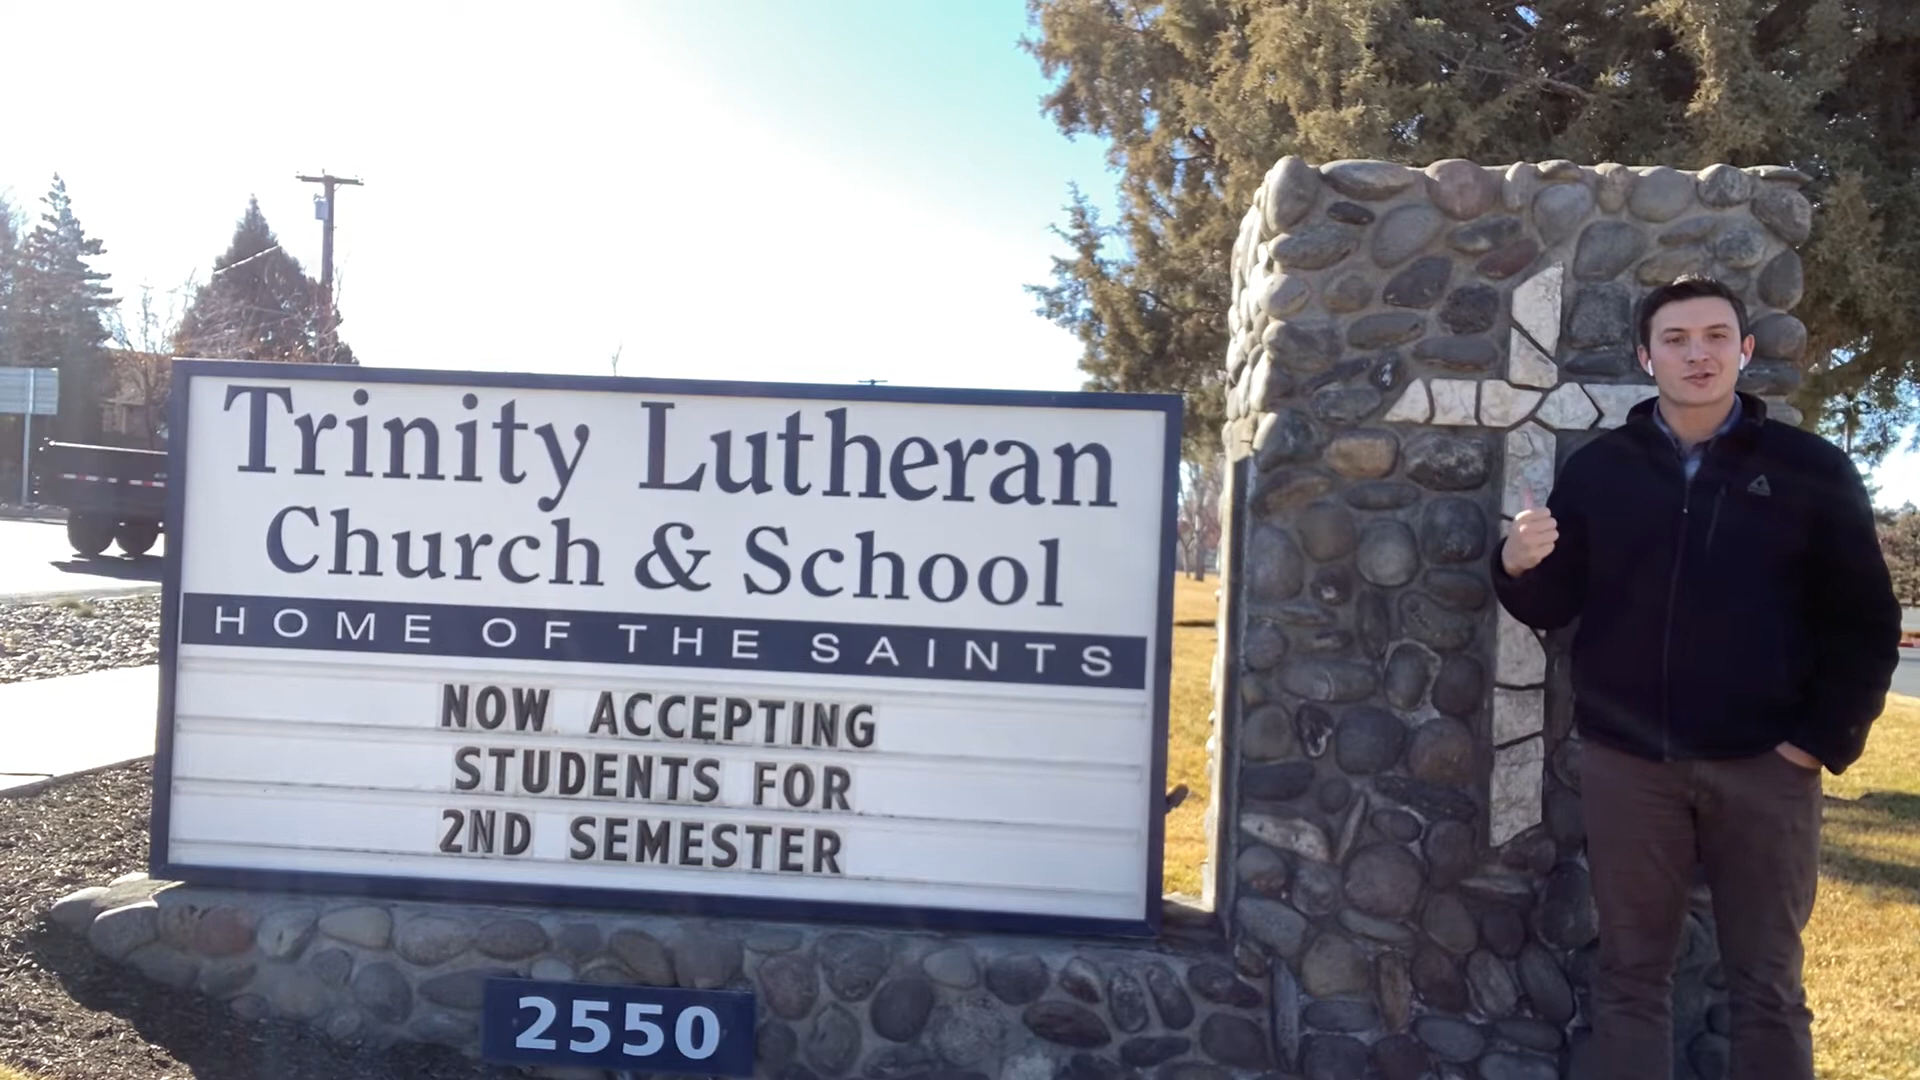 Trinity Lutheran
Church & School
HOME OF THE SAINTS
NOW ACCEPTING
STUDENTS FOR
2ND SEMESTER
2550